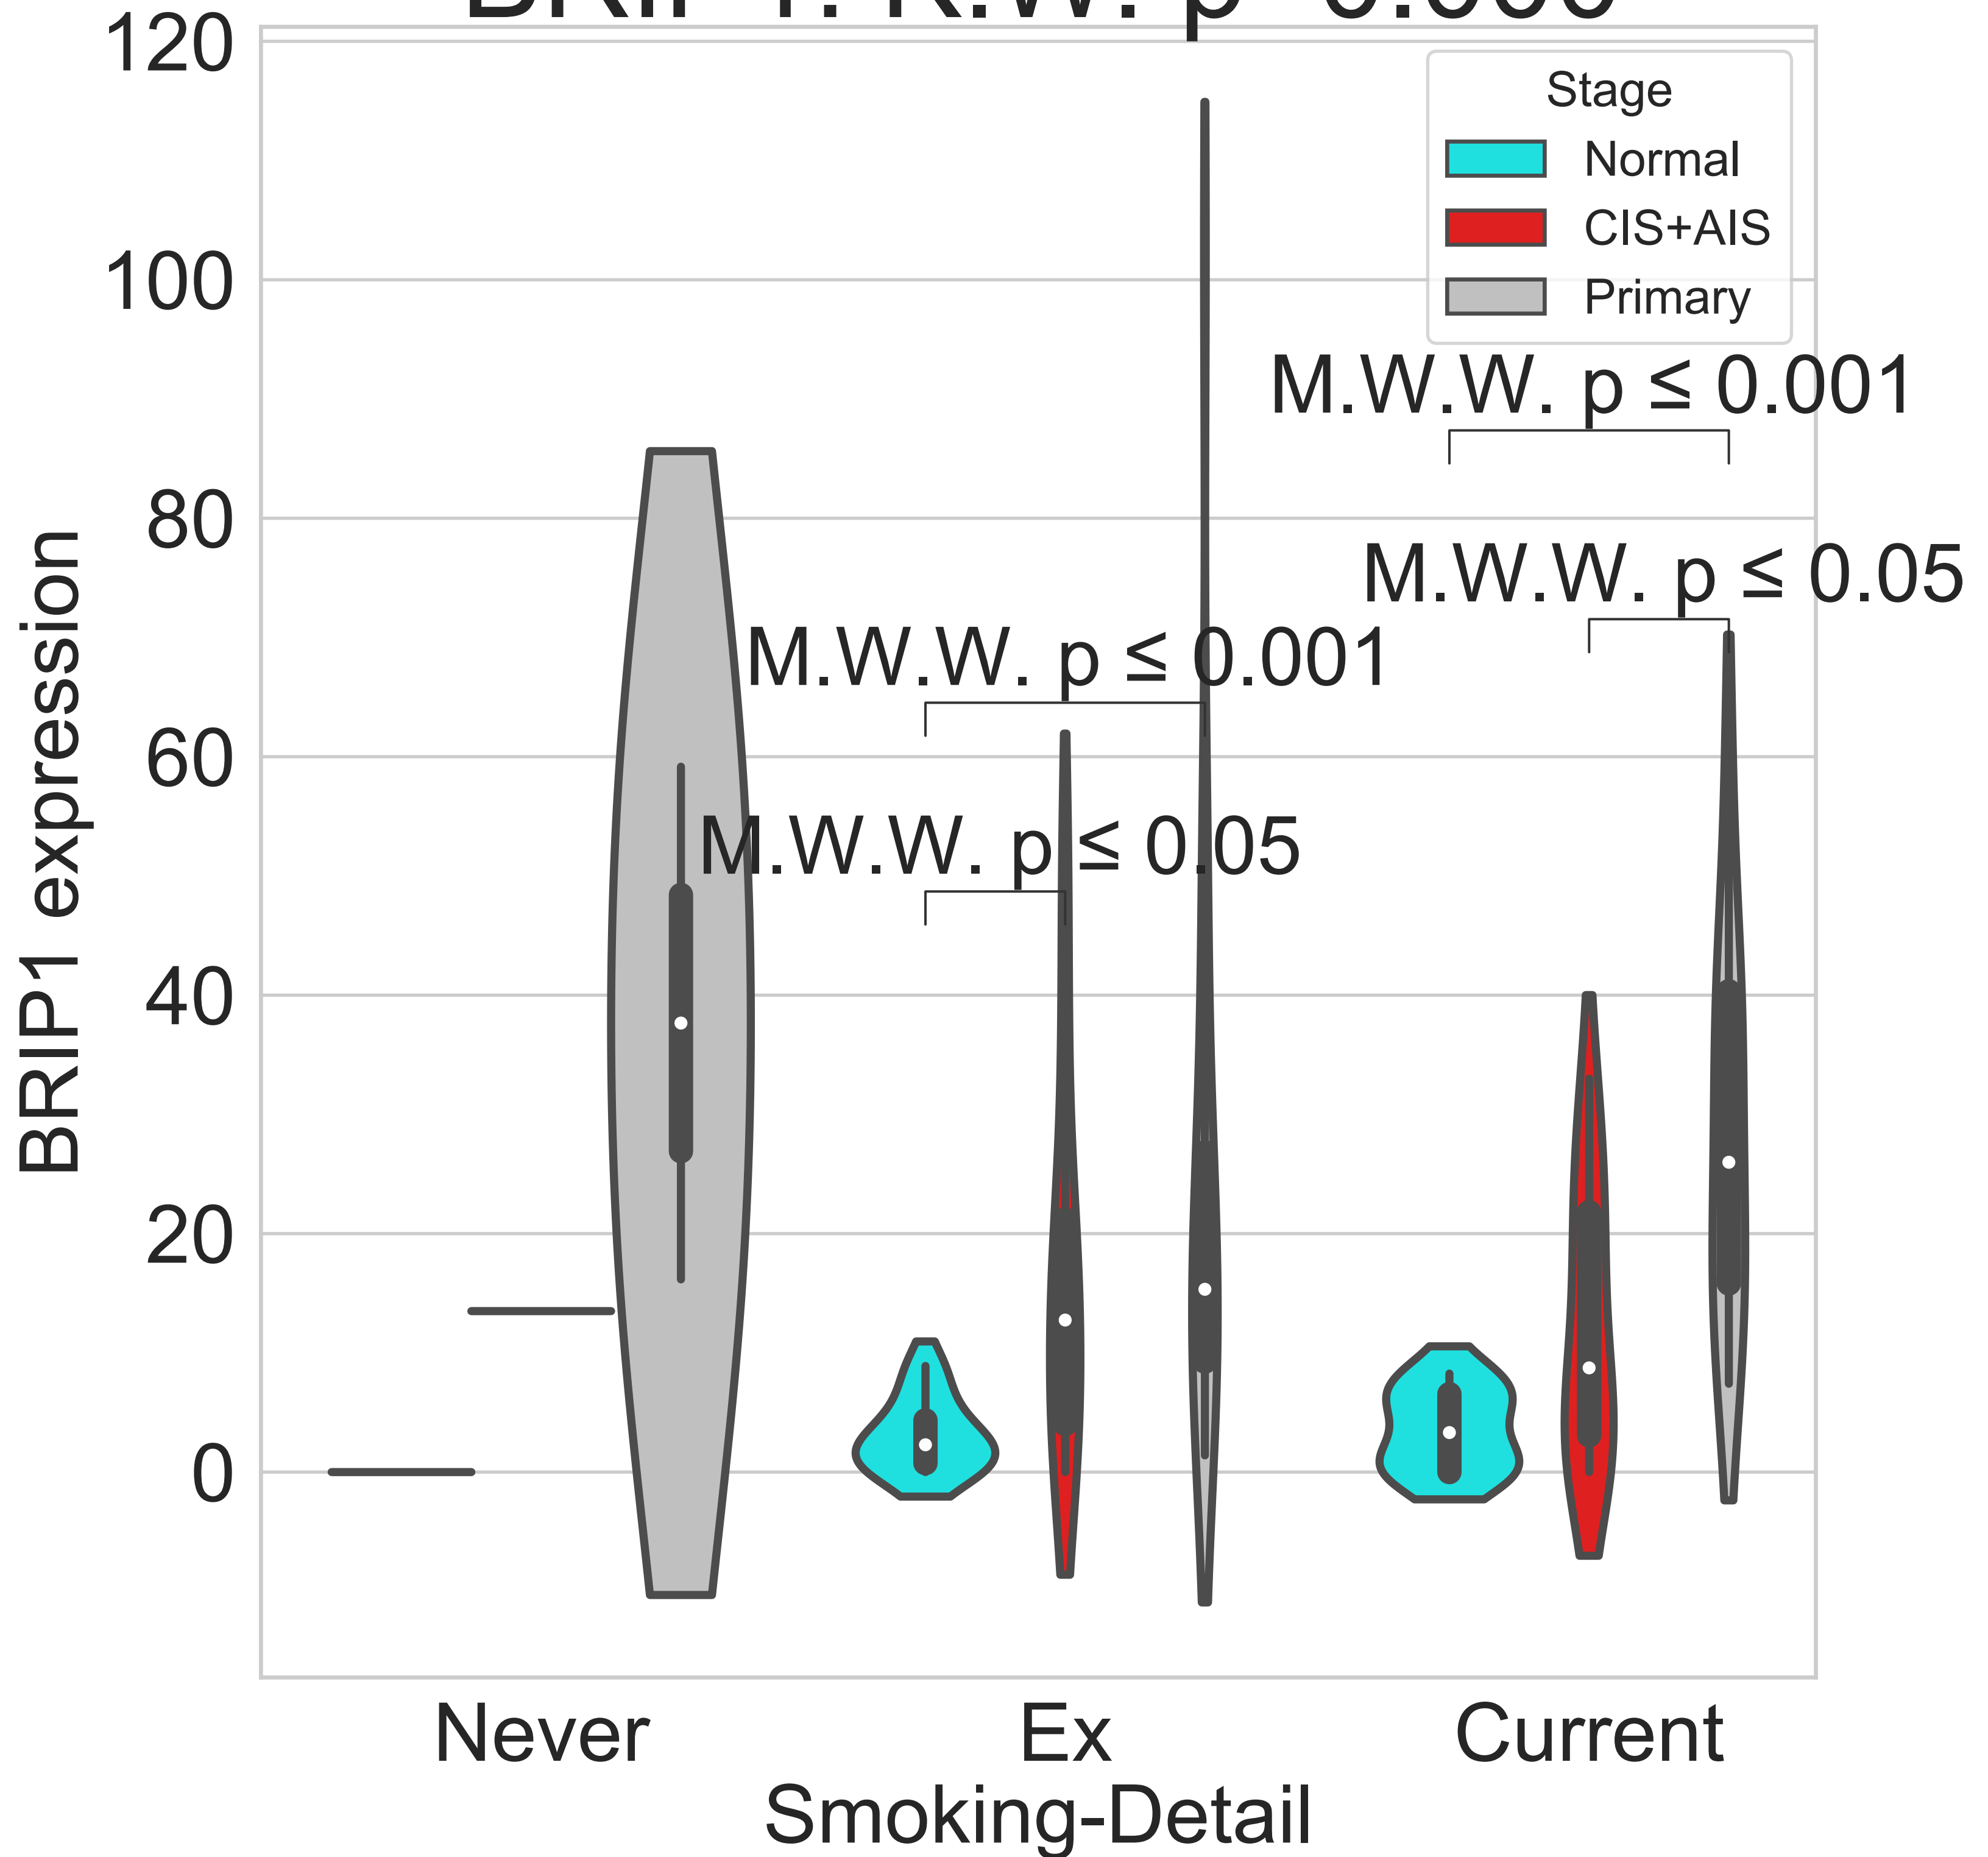 120
100
80
60
40
20
0
BRIP1 expression
Stage
Normal
CIS+AIS
Primary
M.W.W. p ≤ 0.001
M.W.W. p ≤ 0.05
M.W.W. p ≤ 0.001
M.W.W. p ≤ 0.05
Never
Ex
Current
Smoking-Detail